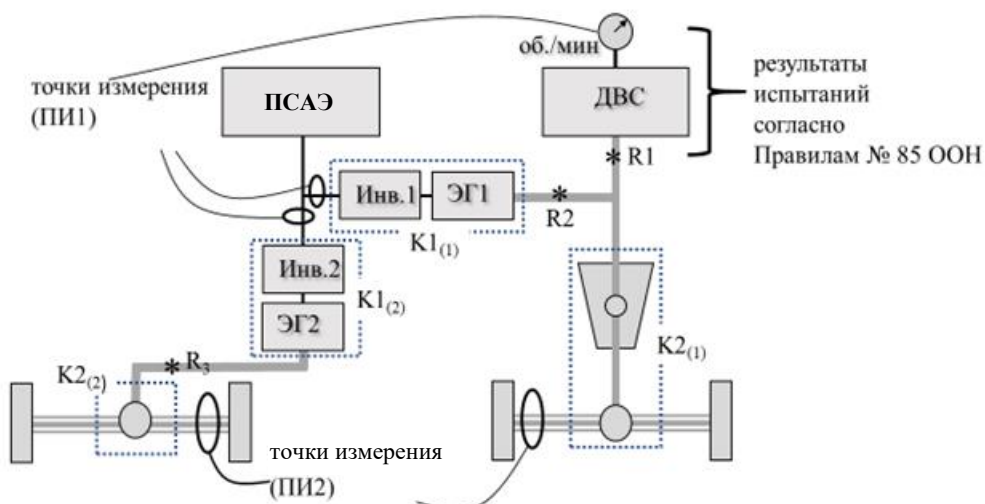 об./мин
точки измерения
(ПИ1)
ПСАЭ
ДВС
результаты
испытаний
согласно
Правилам № 85 ООН
* R1
Инв.1
ЭГ1
*
R2
K1(1)
Инв.2
K1(2)
ЭГ2
K2(1)
* R3
K2(2)
точки измерения
(ПИ2)